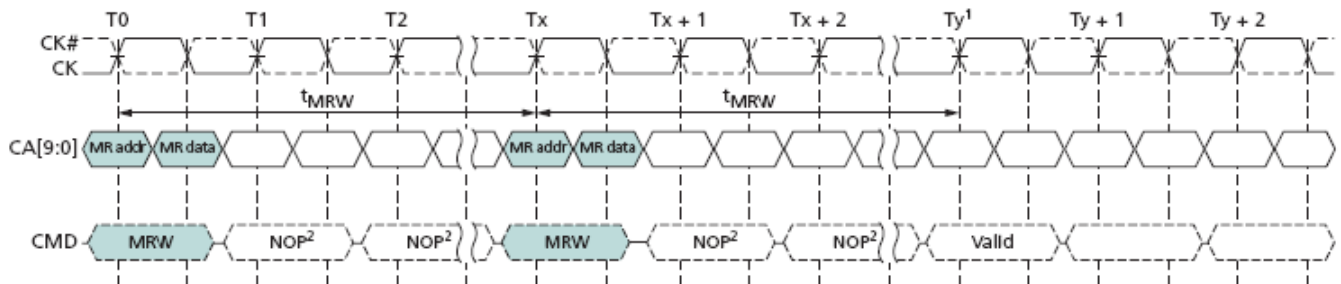 T0 T1 T2 Tx Tx + 1 Tx + 2 Ty¹ Ty + 1 Ty + 2
CK#
CK
tMRW tMRW
CA[9:0] MR addr MR data MR addr MR data
CMD MRW NOP² NOP² MRW NOP² NOP² Valid